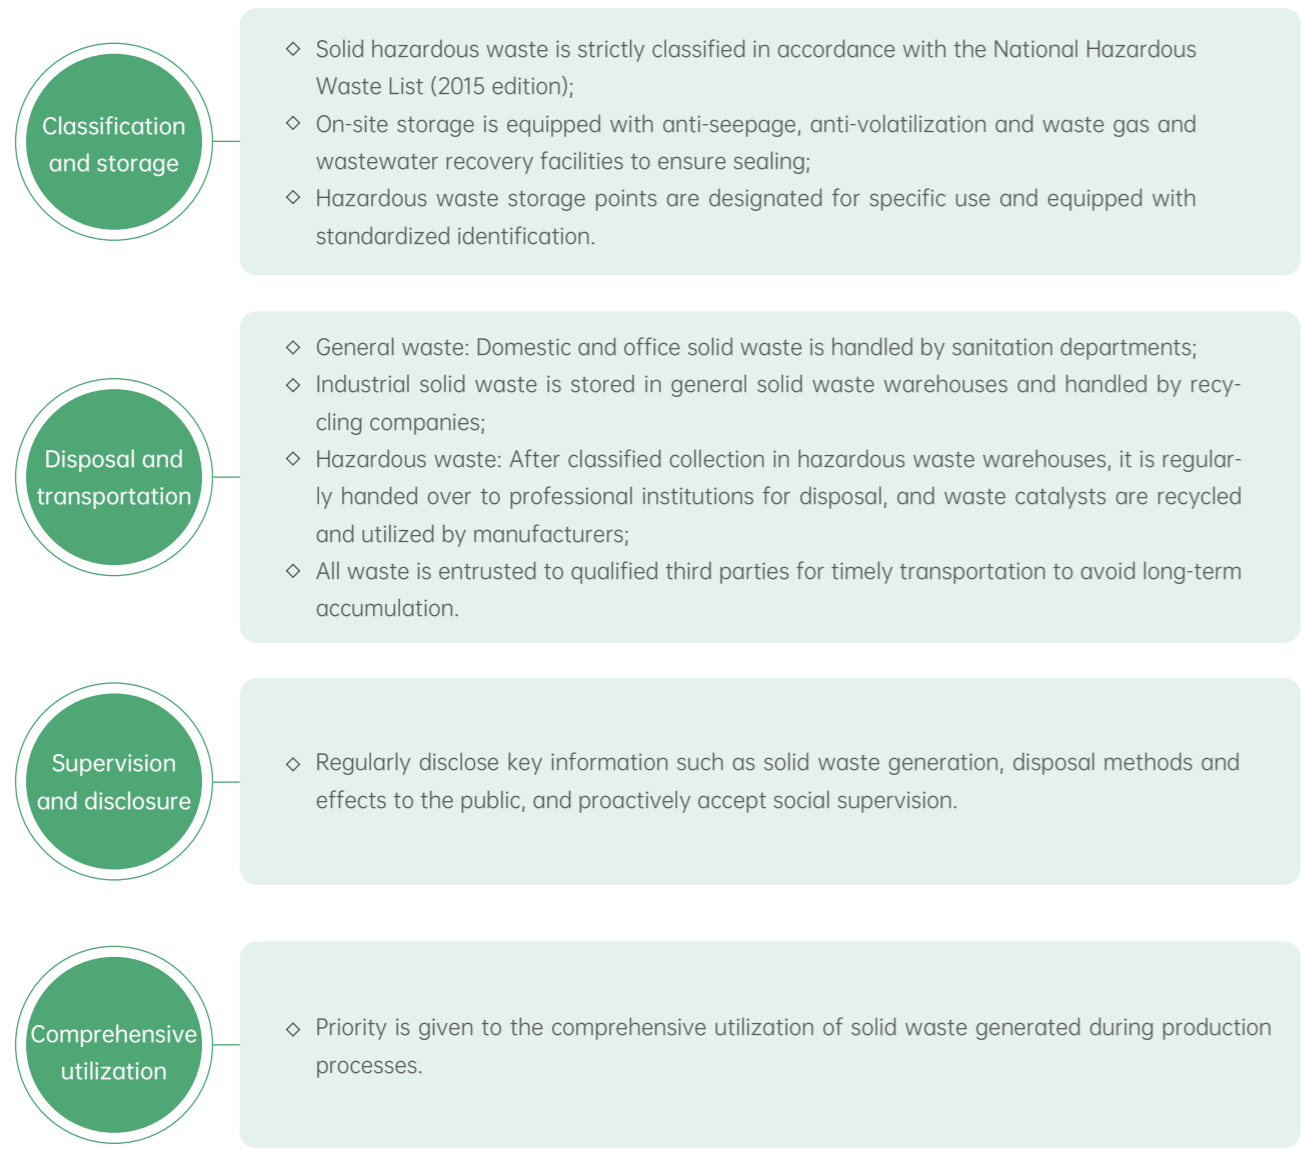 Classification
and storage
◇ Solid hazardous waste is strictly classified in accordance with the National Hazardous
Waste List (2015 edition);
◇ On-site storage is equipped with anti-seepage, anti-volatilization and waste gas and
wastewater recovery facilities to ensure sealing;
◇ Hazardous waste storage points are designated for specific use and equipped with
standardized identification.
Disposal and
transportation
◇ General waste: Domestic and office solid waste is handled by sanitation departments;
◇ Industrial solid waste is stored in general solid waste warehouses and handled by recy-
cling companies;
◇ Hazardous waste: After classified collection in hazardous waste warehouses, it is regular-
ly handed over to professional institutions for disposal, and waste catalysts are recycled
and utilized by manufacturers;
◇ All waste is entrusted to qualified third parties for timely transportation to avoid long-term
accumulation.
Supervision
and disclosure
◇ Regularly disclose key information such as solid waste generation, disposal methods and
effects to the public, and proactively accept social supervision.
Comprehensive
utilization
◇ Priority is given to the comprehensive utilization of solid waste generated during production
processes.